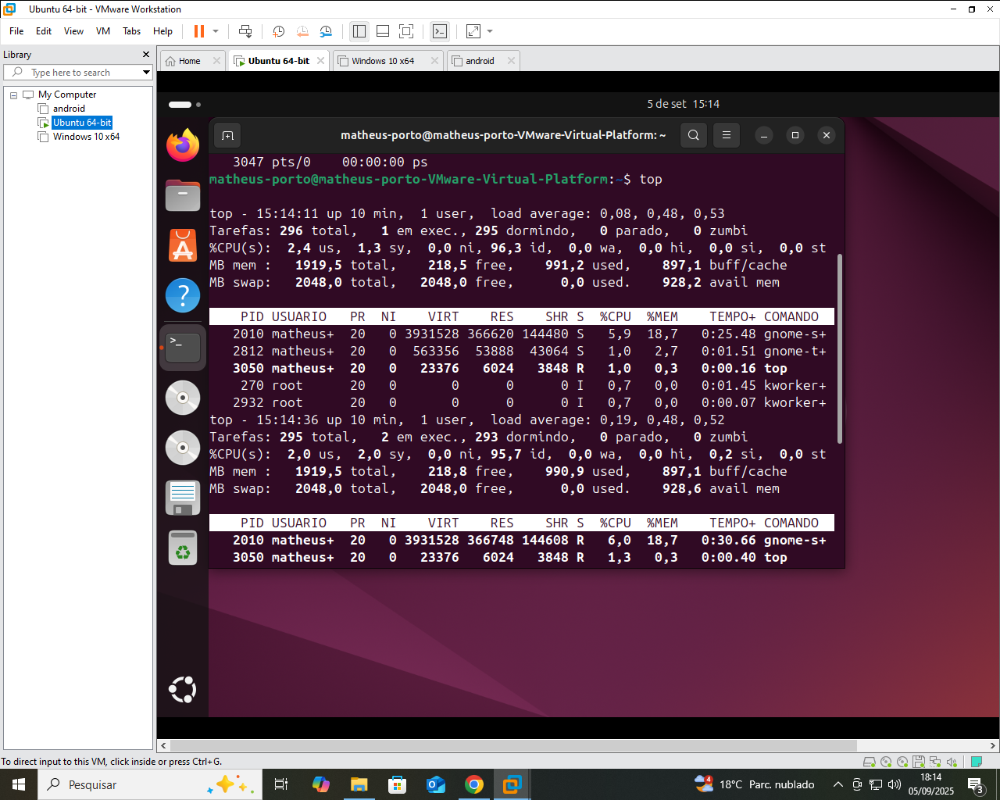 Ubuntu 64-bit - VMware Workstation
File Edit View VM Tabs Help
Library
Type here to search
My Computer
android
Ubuntu 64-bit
Windows 10 x64
Home Ubuntu 64-bit Windows 10 x64 android
5 de set 15:14
matheus-porto@matheus-porto-VMware-Virtual-Platform: ~
3047 pts/0 00:00:00 ps
matheus-porto@matheus-porto-VMware-Virtual-Platform:~$ top
top - 15:14:11 up 10 min, 1 user, load average: 0,08, 0,48, 0,53
Tarefas: 296 total, 1 em exec., 295 dormindo, 0 parado, 0 zumbi
%CPU(s): 2,4 us, 1,3 sy, 0,0 ni, 96,3 id, 0,0 wa, 0,0 hi, 0,0 si, 0,0 st
MB mem : 1919,5 total, 218,5 free, 991,2 used, 897,1 buff/cache
MB swap: 2048,0 total, 2048,0 free, 0,0 used. 928,2 avail mem
PID USUARIO PR NI VIRT RES SHR S %CPU %MEM TEMPO+ COMANDO
2010 matheus+ 20 0 3931528 366620 144480 S 5,9 18,7 0:25.48 gnome-s+
2812 matheus+ 20 0 563356 53888 43064 S 1,0 2,7 0:01.51 gnome-t+
3050 matheus+ 20 0 23376 6024 3848 R 1,0 0,3 0:00.16 top
270 root 20 0 0 0 0 I 0,7 0,0 0:01.45 kworker+
2932 root 20 0 0 0 0 I 0,7 0,0 0:00.07 kworker+
top - 15:14:36 up 10 min, 1 user, load average: 0,19, 0,48, 0,52
Tarefas: 295 total, 2 em exec., 293 dormindo, 0 parado, 0 zumbi
%CPU(s): 2,0 us, 2,0 sy, 0,0 ni, 95,7 id, 0,0 wa, 0,0 hi, 0,2 si, 0,0 st
MB mem : 1919,5 total, 218,8 free, 990,9 used, 897,1 buff/cache
MB swap: 2048,0 total, 2048,0 free, 0,0 used. 928,6 avail mem
PID USUARIO PR NI VIRT RES SHR S %CPU %MEM TEMPO+ COMANDO
2010 matheus+ 20 0 3931528 366748 144608 R 6,0 18,7 0:30.66 gnome-s+
3050 matheus+ 20 0 23376 6024 3848 R 1,3 0,3 0:00.40 top
To direct input to this VM, click inside or press Ctrl+G.
Pesquisar
4
18°C Parc. nublado
18:14
05/09/2025
3